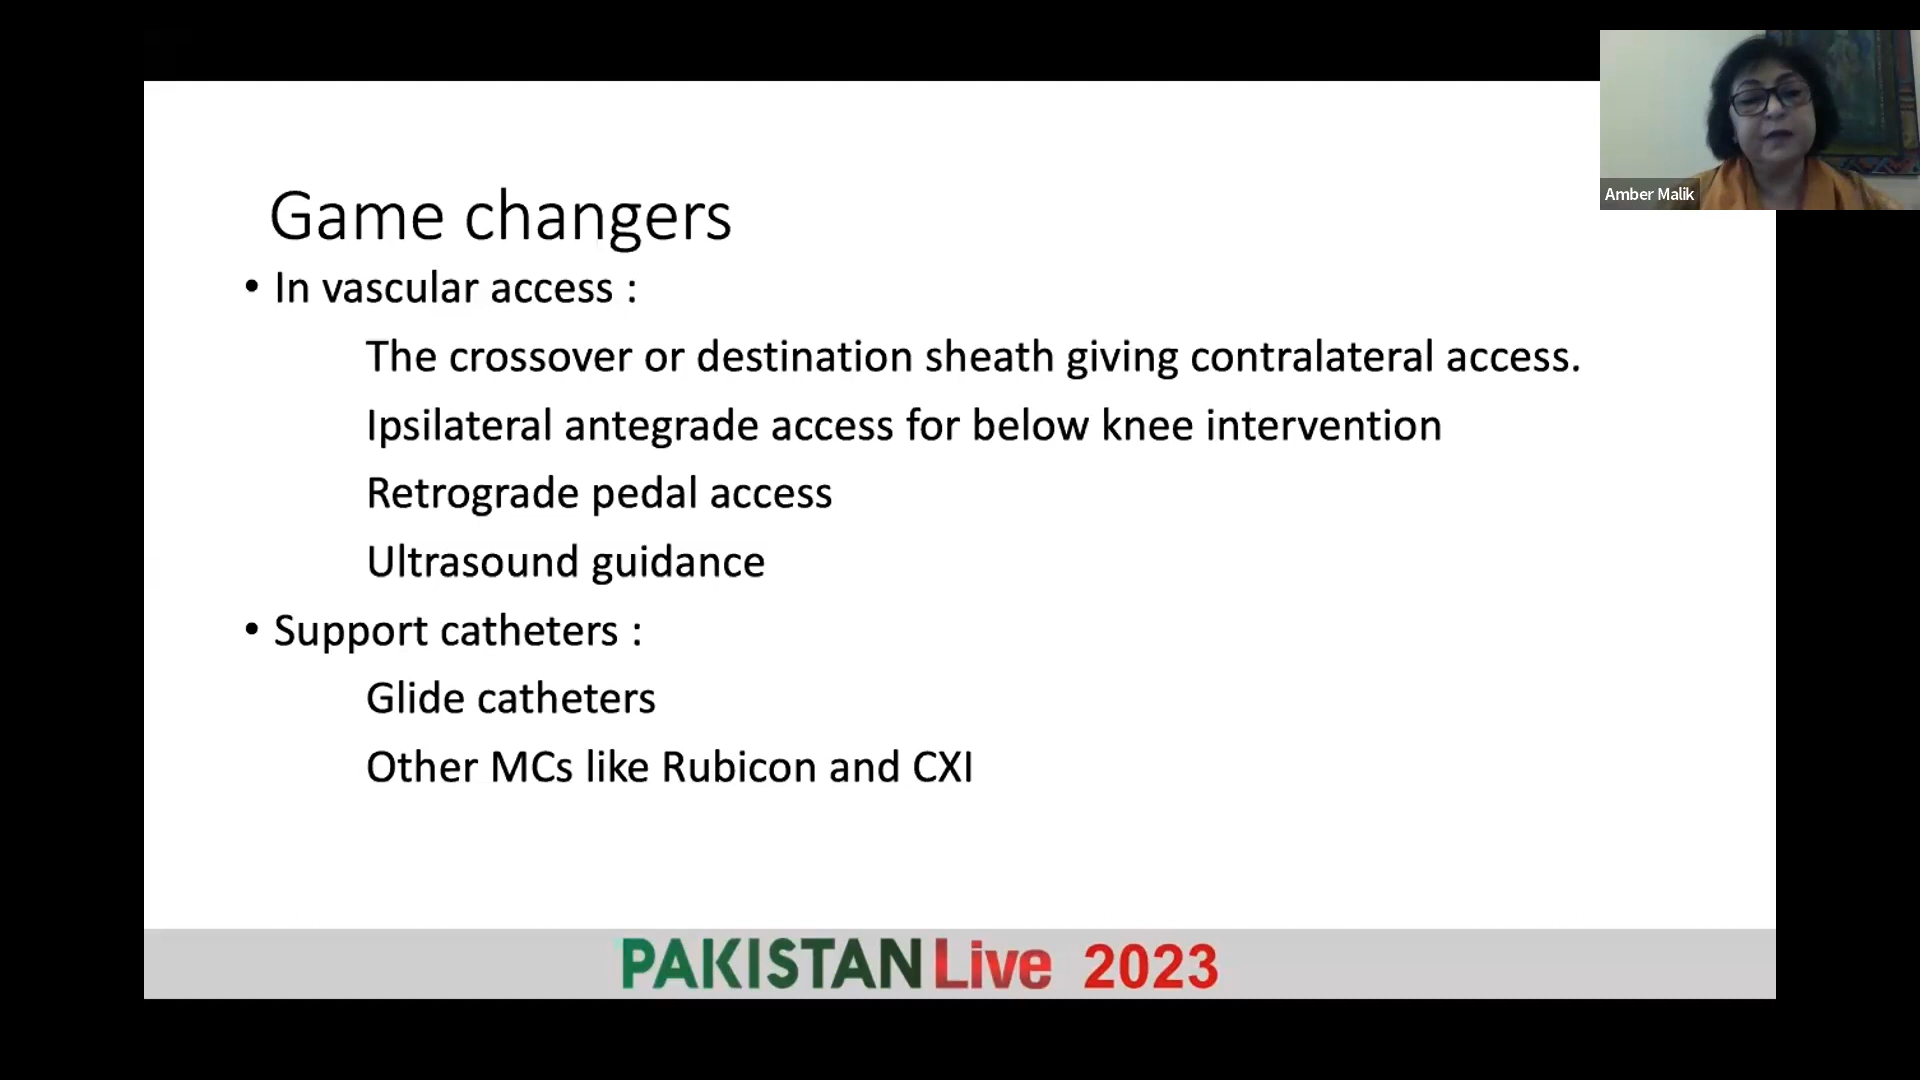 Game changers
• In vascular access :
The crossover or destination sheath giving contralateral access.
Ipsilateral antegrade access for below knee intervention
Retrograde pedal access
Ultrasound guidance
• Support catheters :
Glide catheters
Other MCs like Rubicon and CXI
PAKISTAN Live 2023
Amber Malik